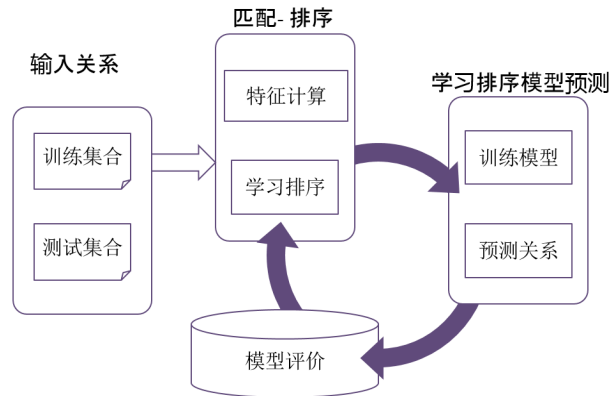 匹配- 排序
输入关系
学习排序模型预测
特征计算
训练集合
训练模型
学习排序
测试集合
预测关系
模型评价